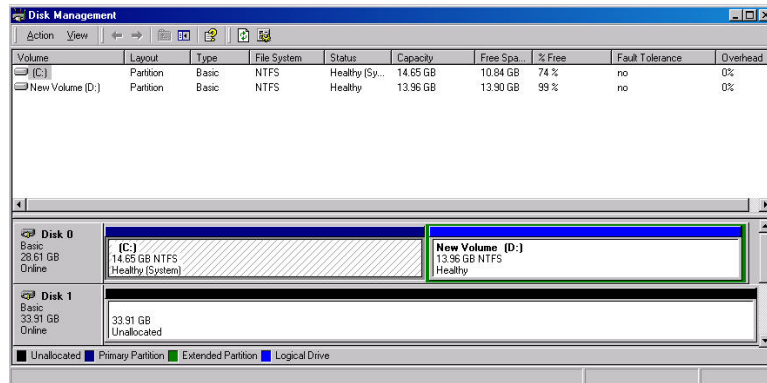 Disk Management
Action View
Volume Layout Type File System Status Capacity Free Spa... % Free Fault Tolerance Overhead
(C:) Partition Basic NTFS Healthy (Sy... 14.65 GB 10.84 GB 74 % no 0%
New Volume (D:) Partition Basic NTFS Healthy 13.96 GB 13.90 GB 99 % no 0%
Disk 0
Basic
28.61 GB
Online
(C:)
14.65 GB NTFS
Healthy (System)
New Volume (D:)
13.96 GB NTFS
Healthy
Disk 1
Basic
33.91 GB
Online
33.91 GB
Unallocated
Unallocated Primary Partition Extended Partition Logical Drive